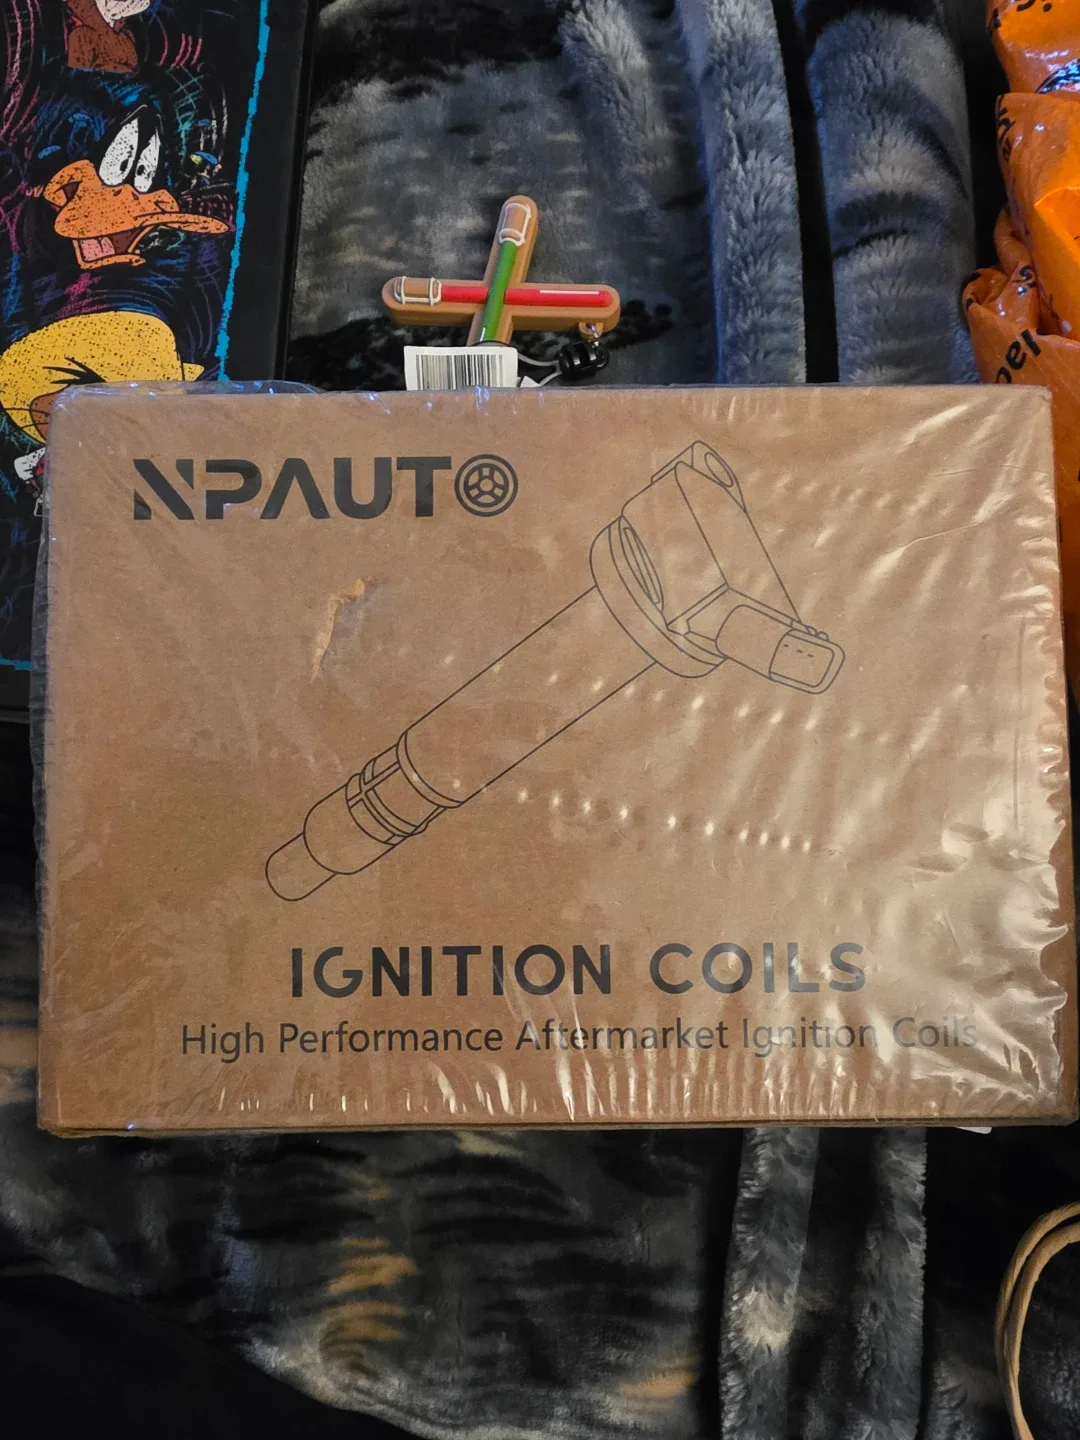 NPAUTO
IGNITION COILS
High Performance Aftermarket Ignition Coils